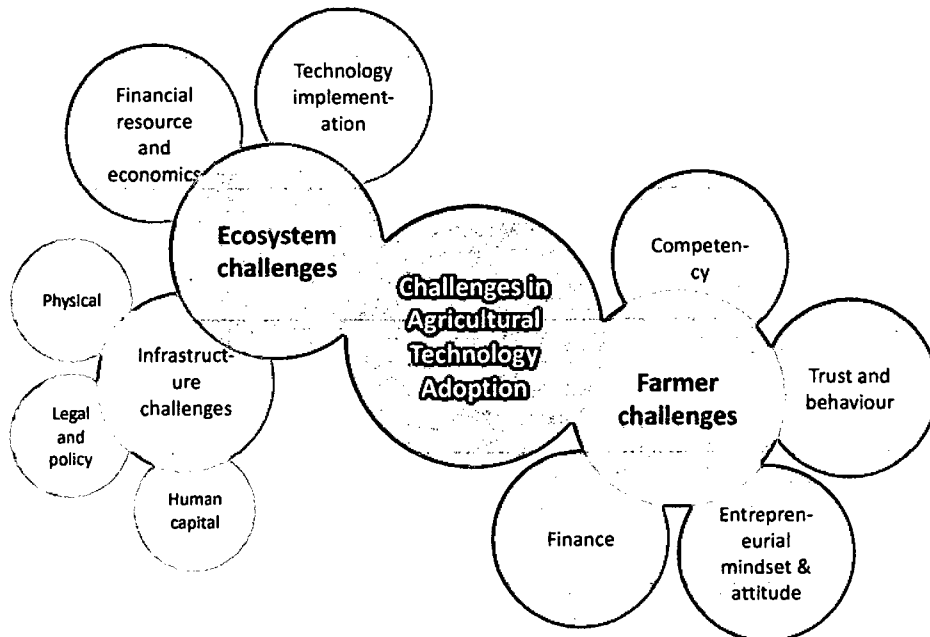 Financial
resource
and
economics
Technology
implement-
ation
Ecosystem
challenges
Physical
Infrastruct-
ure
challenges
Legal
and
policy
Human
capital
Challenges in
Agricultural
Technology
Adoption
Competen-
cy
Farmer
challenges
Trust and
behaviour
Finance
Entrepren-
eurial
mindset &
attitude